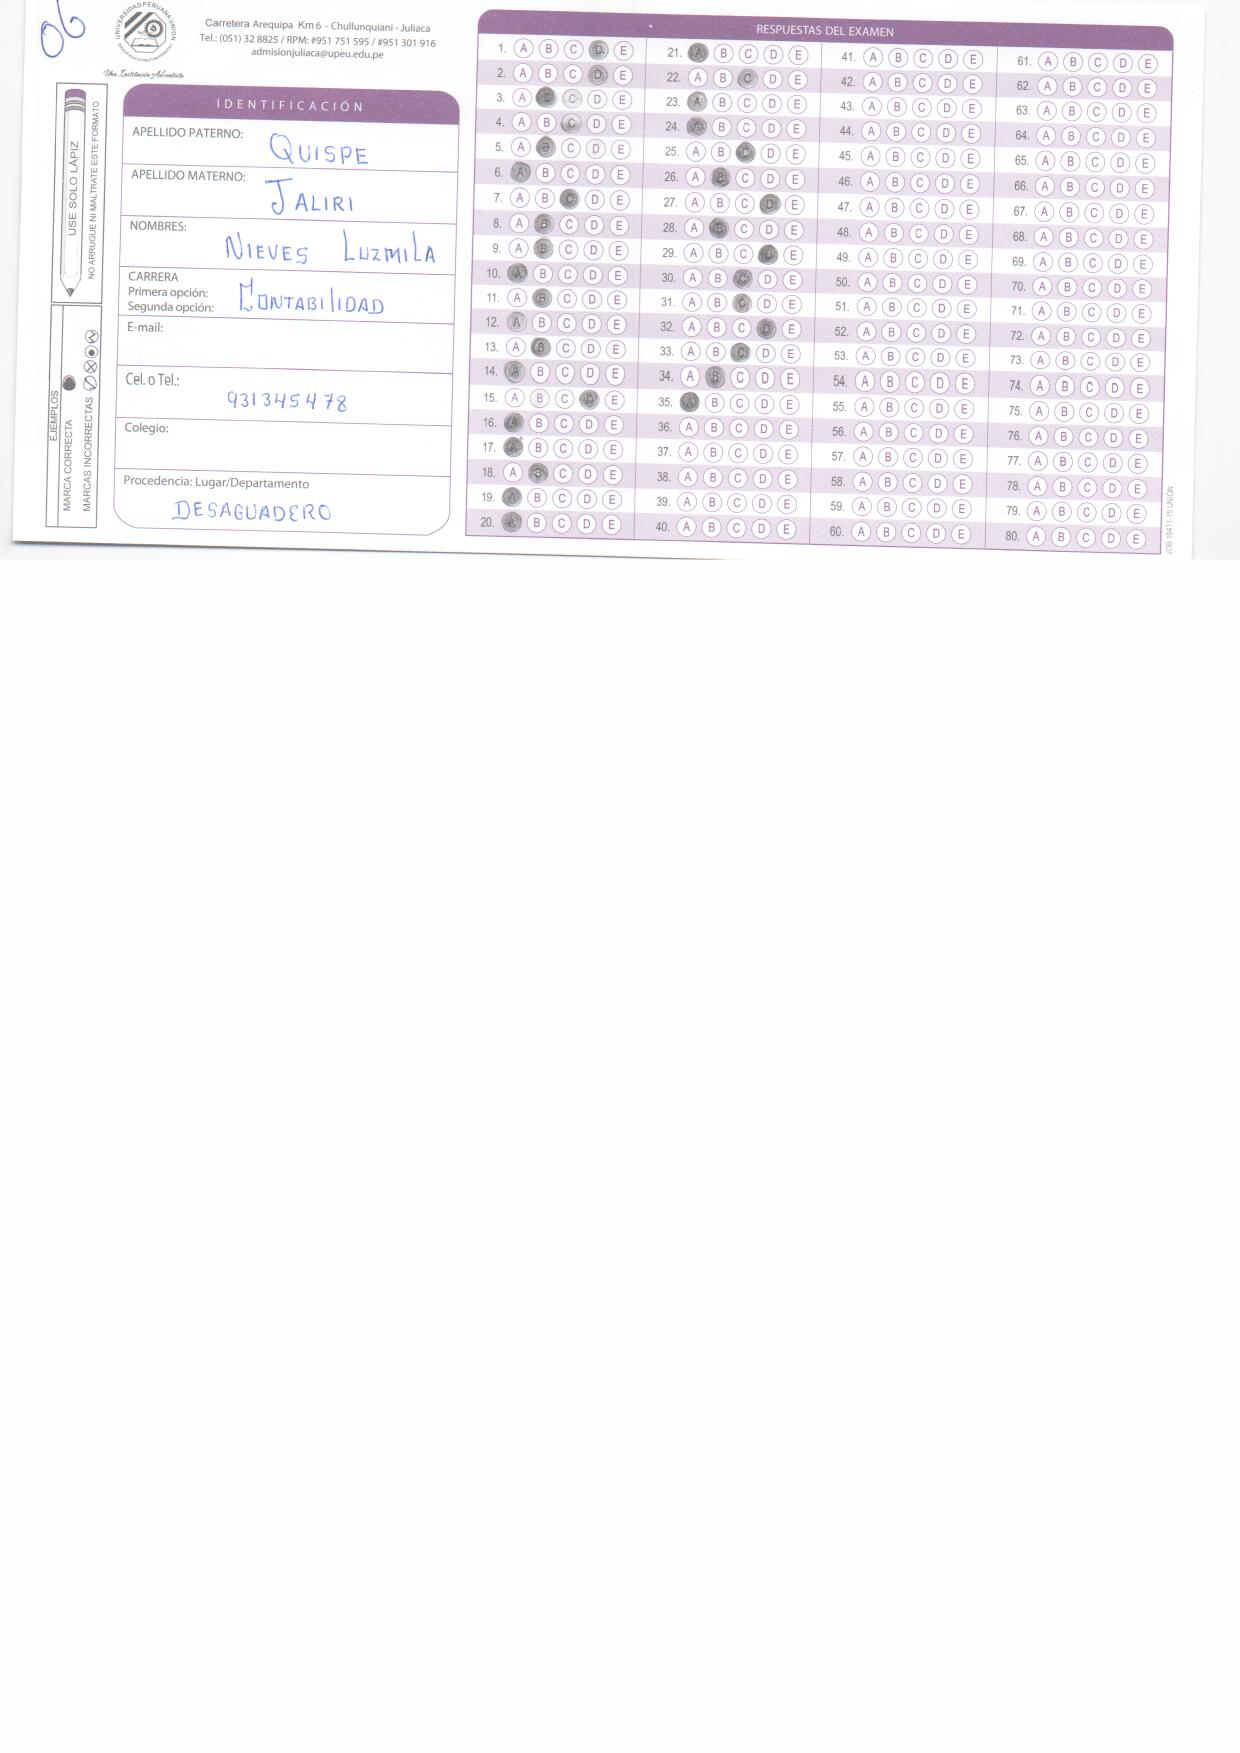 06
UNIVERSIDAD PERUANA UNION
Una Institución Adventista
Carretera Arequipa Km 6 - Chullunquiani - Juliaca
Tel.: (051) 32 8825 / RPM: #951 751 595 / #951 301 916
admisionjuliaca@upeu.edu.pe
USE SOLO LÁPIZ
NO ARRUGUE NI MALTRATE ESTE FORMATO
EJEMPLOS
MARCA CORRECTA
MARCAS INCORRECTAS
IDENTIFICACIÓN
APELLIDO PATERNO: QUISPE
APELLIDO MATERNO: JALIRI
NOMBRES: NIEVES LUZMILA
CARRERA
Primera opción: CONTABILIDAD
Segunda opción:
E-mail:
Cel. o Tel.: 931345478
Colegio:
Procedencia: Lugar/Departamento
DESAGUADERO
RESPUESTAS DEL EXAMEN
1. A B C D E
2. A B C D E
3. A B C D E
4. A B C D E
5. A B C D E
6. A B C D E
7. A B C D E
8. A B C D E
9. A B C D E
10. A B C D E
11. A B C D E
12. A B C D E
13. A B C D E
14. A B C D E
15. A B C D E
16. A B C D E
17. A B C D E
18. A B C D E
19. A B C D E
20. A B C D E
21. A B C D E
22. A B C D E
23. A B C D E
24. A B C D E
25. A B C D E
26. A B C D E
27. A B C D E
28. A B C D E
29. A B C D E
30. A B C D E
31. A B C D E
32. A B C D E
33. A B C D E
34. A B C D E
35. A B C D E
36. A B C D E
37. A B C D E
38. A B C D E
39. A B C D E
40. A B C D E
41. A B C D E
42. A B C D E
43. A B C D E
44. A B C D E
45. A B C D E
46. A B C D E
47. A B C D E
48. A B C D E
49. A B C D E
50. A B C D E
51. A B C D E
52. A B C D E
53. A B C D E
54. A B C D E
55. A B C D E
56. A B C D E
57. A B C D E
58. A B C D E
59. A B C D E
60. A B C D E
61. A B C D E
62. A B C D E
63. A B C D E
64. A B C D E
65. A B C D E
66. A B C D E
67. A B C D E
68. A B C D E
69. A B C D E
70. A B C D E
71. A B C D E
72. A B C D E
73. A B C D E
74. A B C D E
75. A B C D E
76. A B C D E
77. A B C D E
78. A B C D E
79. A B C D E
80. A B C D E
JOB 19471-15 UNIÓN